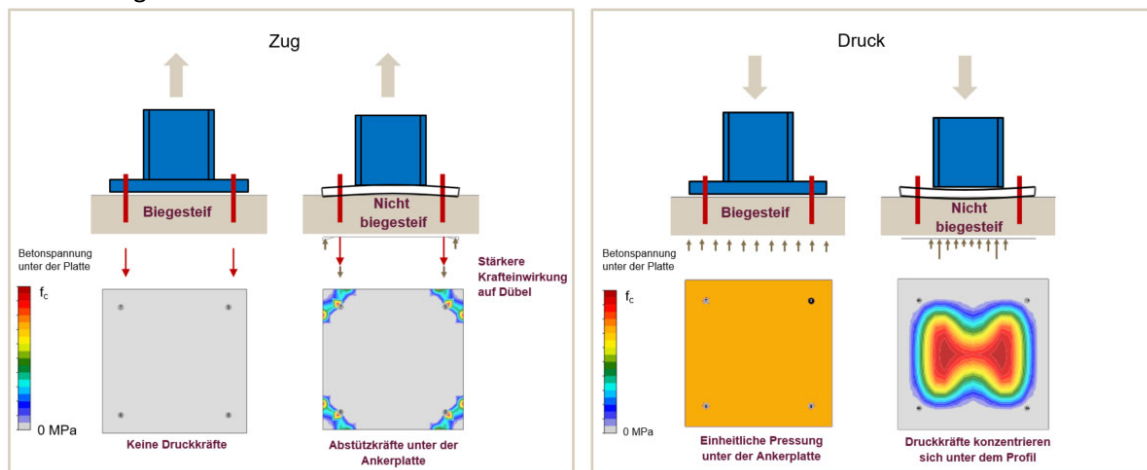 Zug
Biegesteif
Nicht
biegesteif
Betonspannung
unter der Platte
Stärkere
Krafteinwirkung
auf Dübel
fc
0 MPa
Keine Druckkräfte
Abstützkräfte unter der
Ankerplatte
Druck
Biegesteif
Nicht
biegesteif
Betonspannung
unter der Platte
fc
0 MPa
Einheitliche Pressung
unter der Ankerplatte
Druckkräfte konzentrieren
sich unter dem Profil